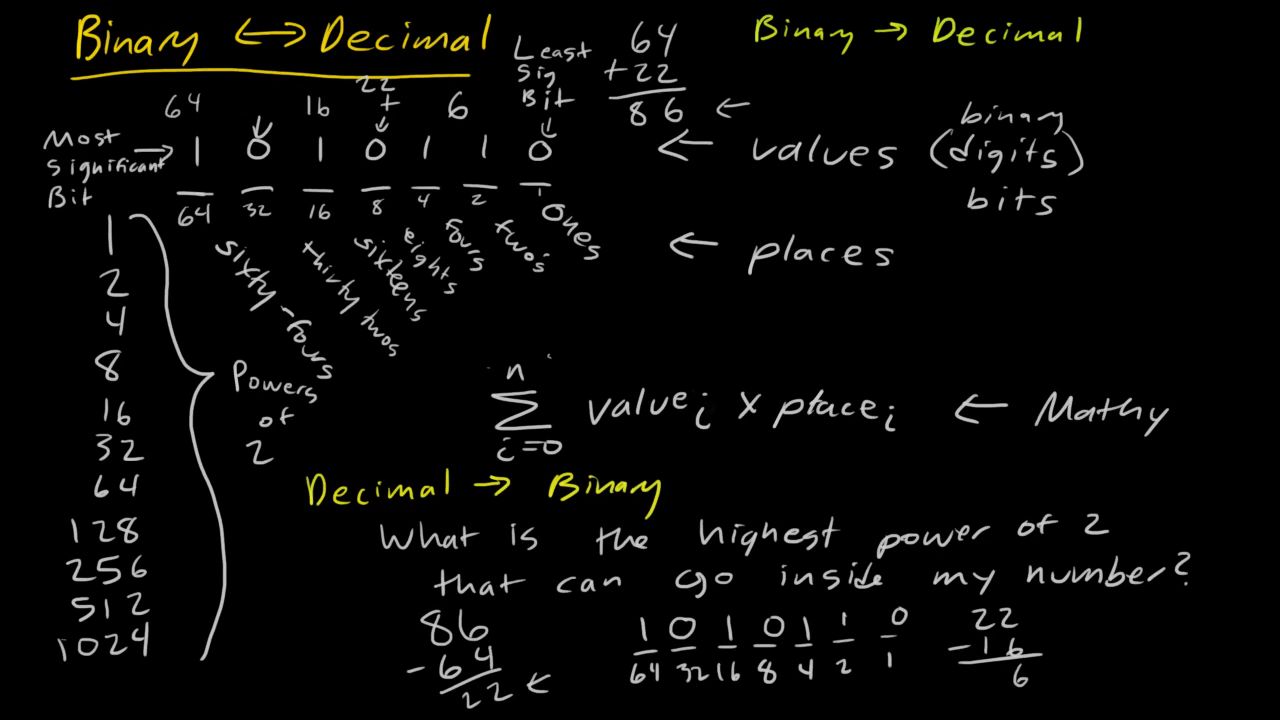 Binary ↔ Decimal
Binary → Decimal
Least
Sig
Bit
↓
64
+22
86 ←
64 16 22 6
+
↓ ↓
Most
Significant →
Bit
1 0 1 0 1 1 0
64 32 16 8 4 2 1
sixty-fours
thirty twos
sixteens
eights
fours
twos
ones
← values (digits)
binary
bits
← places
1
2
4
8
16
32
64
128
256
512
1024
Powers
of
2
n
Σ valueᵢ × placeᵢ ← Mathy
i=0
Decimal → Binary
What is the highest power of 2
that can go inside my number?
86
-64
22 ←
1 0 1 0 1 1 0
64 32 16 8 4 2 1
22
-16
6